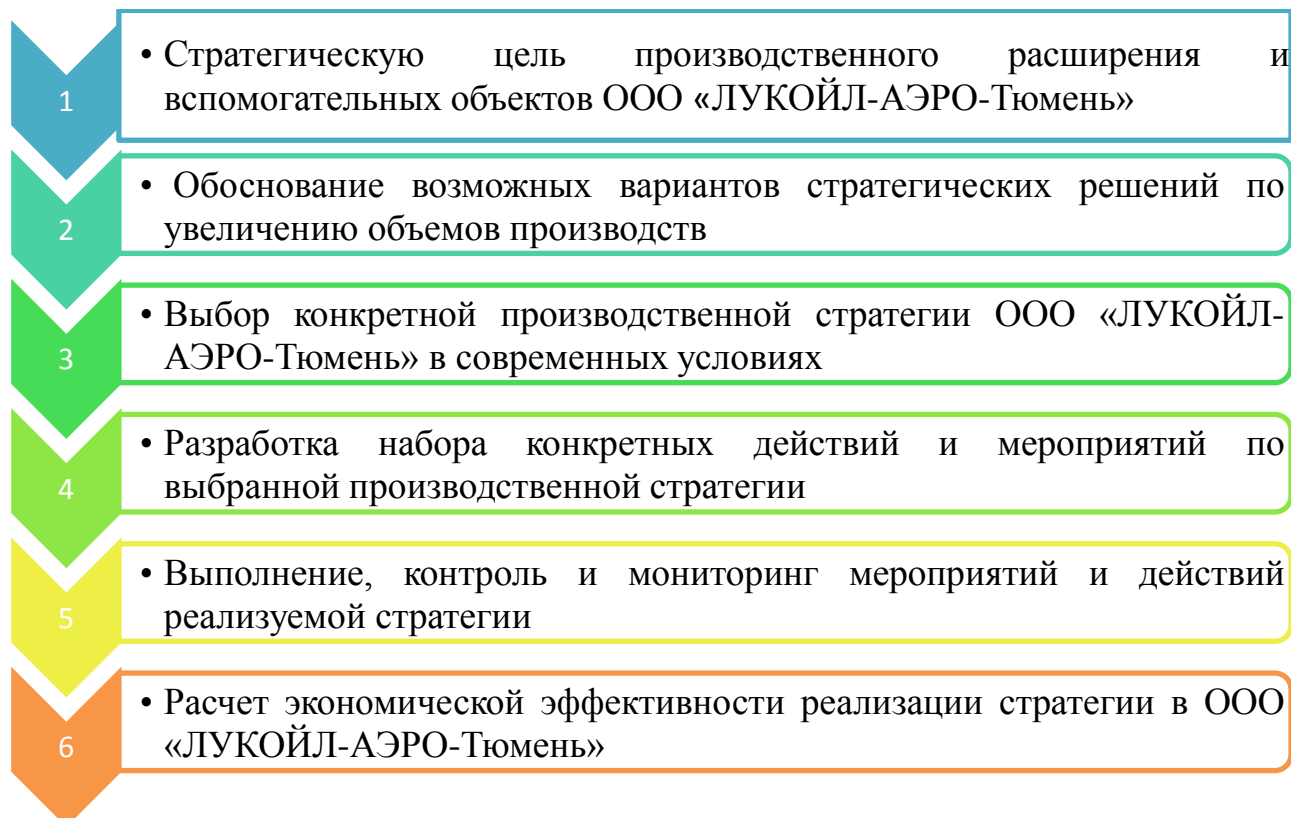 1
• Стратегическую цель производственного расширения и
вспомогательных объектов ООО «ЛУКОЙЛ-АЭРО-Тюмень»
2
• Обоснование возможных вариантов стратегических решений по
увеличению объемов производств
3
• Выбор конкретной производственной стратегии ООО «ЛУКОЙЛ-
АЭРО-Тюмень» в современных условиях
4
• Разработка набора конкретных действий и мероприятий по
выбранной производственной стратегии
5
• Выполнение, контроль и мониторинг мероприятий и действий
реализуемой стратегии
6
• Расчет экономической эффективности реализации стратегии в ООО
«ЛУКОЙЛ-АЭРО-Тюмень»